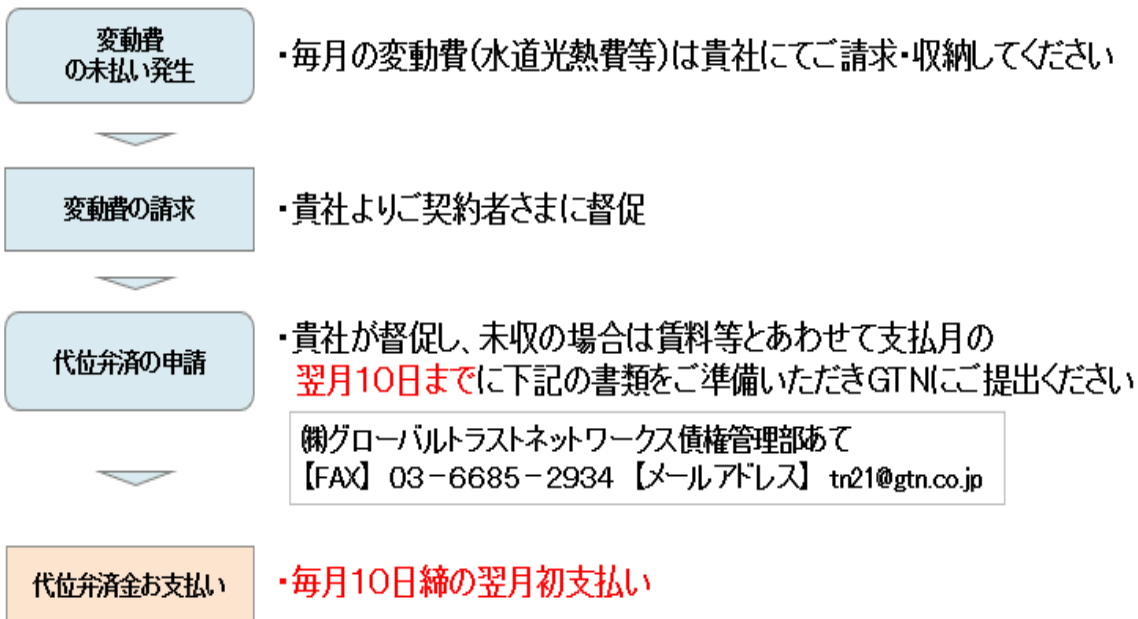 変動費
の未払い発生
・毎月の変動費(水道光熱費等)は貴社にてご請求・収納してください
変動費の請求
・貴社よりご契約者さまに督促
代位弁済の申請
・貴社が督促し、未収の場合は賃料等とあわせて支払月の
翌月10日までに下記の書類をご準備いただきGTNにご提出ください
㈱グローバルトラストネットワークス債権管理部あて
【FAX】 03-6685-2934 【メールアドレス】 tn21@gtn.co.jp
代位弁済金お支払い
・毎月10日締の翌月初支払い